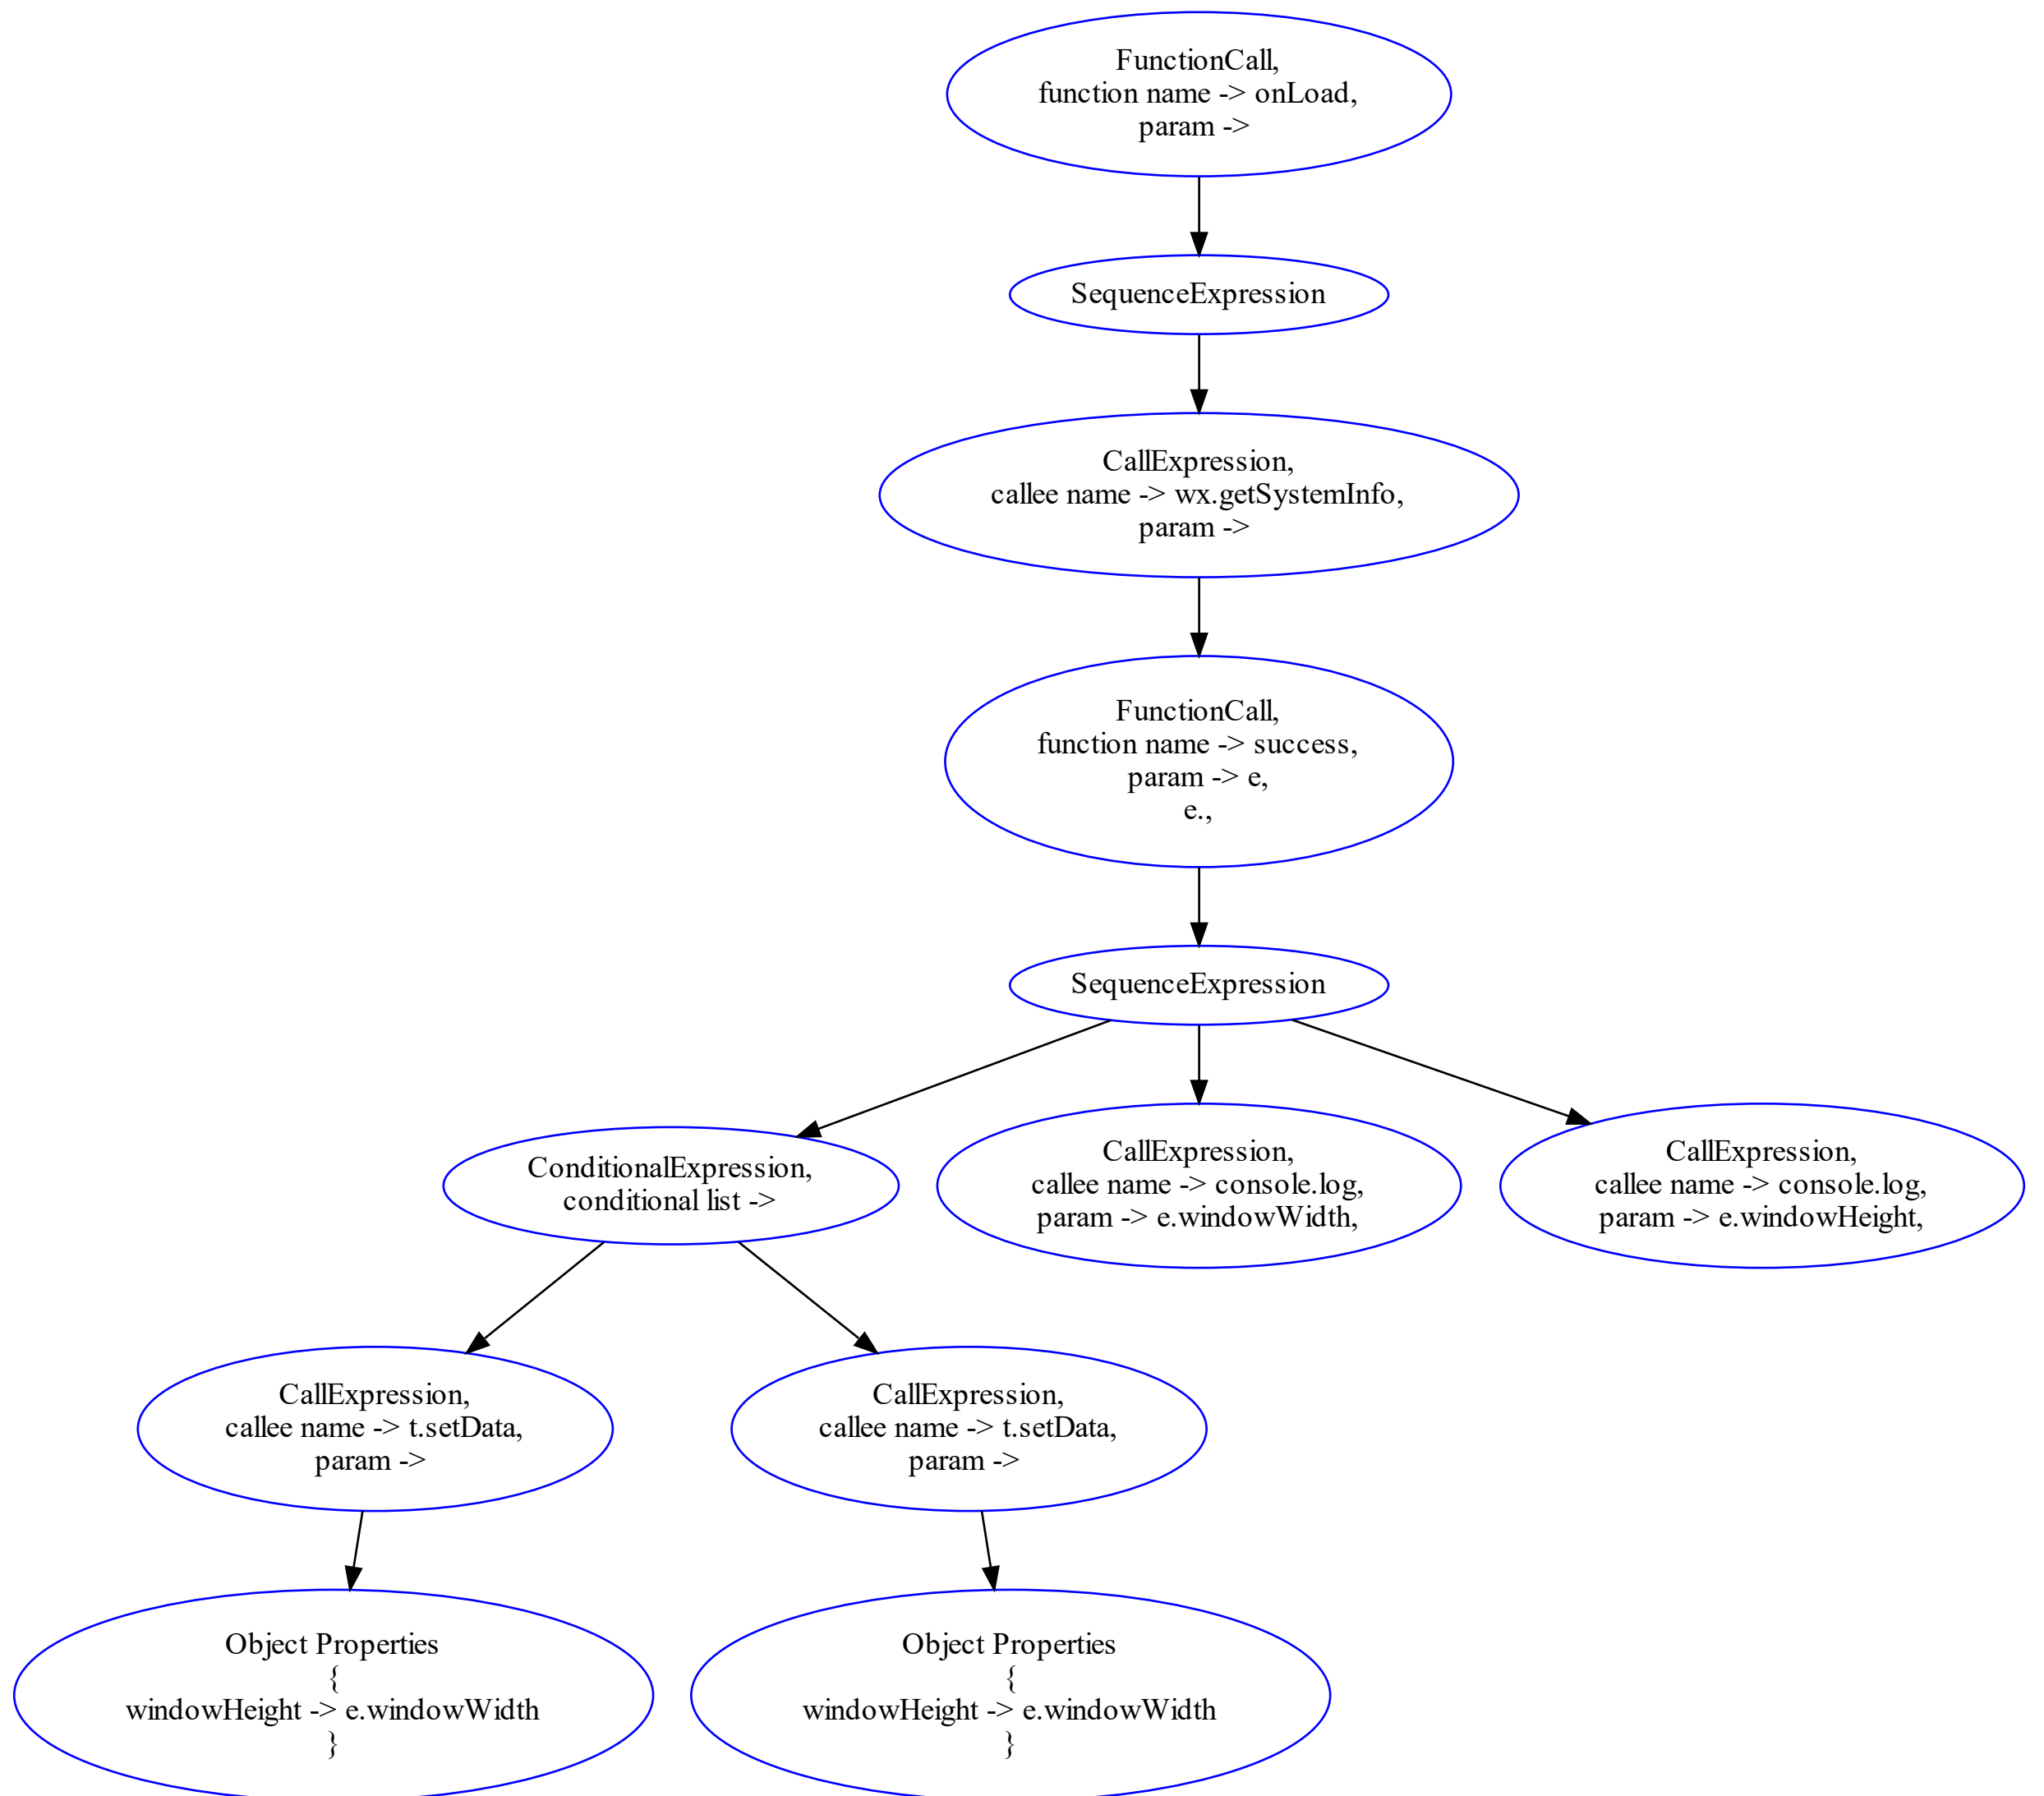 FunctionCall,
function name -> onLoad,
param ->
SequenceExpression
CallExpression,
callee name -> wx.getSystemInfo,
param ->
FunctionCall,
function name -> success,
param -> e,
e.,
SequenceExpression
ConditionalExpression,
conditional list ->
CallExpression,
callee name -> console.log,
param -> e.windowWidth,
CallExpression,
callee name -> console.log,
param -> e.windowHeight,
CallExpression,
callee name -> t.setData,
param ->
CallExpression,
callee name -> t.setData,
param ->
Object Properties
{
windowHeight -> e.windowWidth
}
Object Properties
{
windowHeight -> e.windowWidth
}